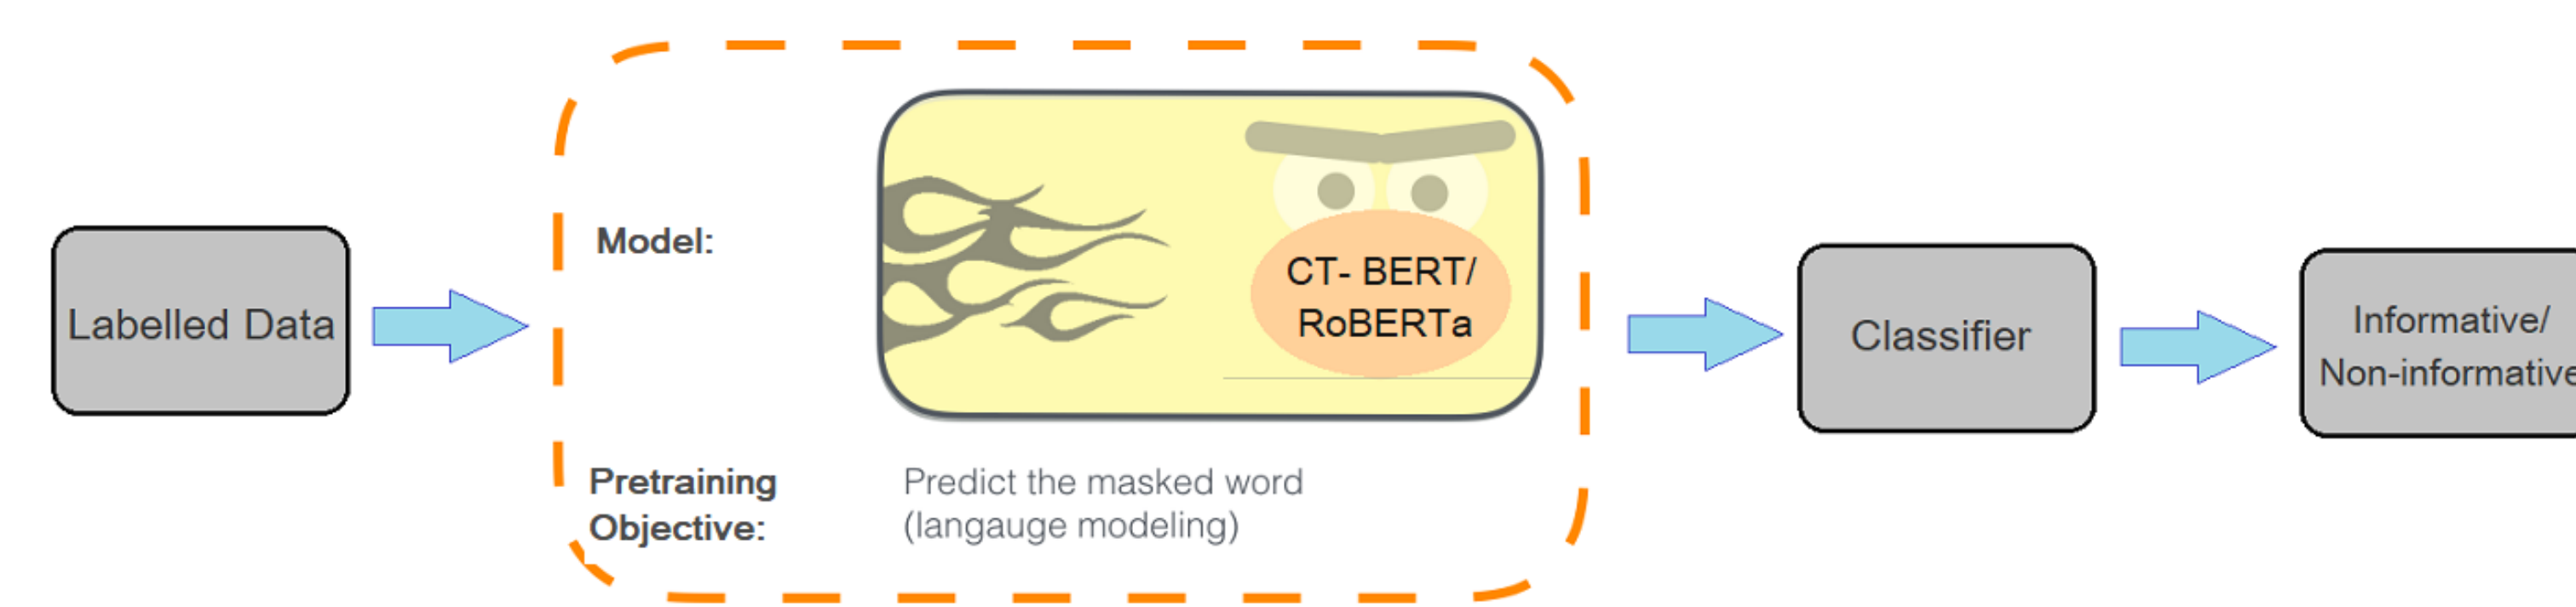 Labelled Data
Model:
CT- BERT/
RoBERTa
Pretraining
Objective:
Predict the masked word
(langauge modeling)
Classifier
Informative/
Non-informative